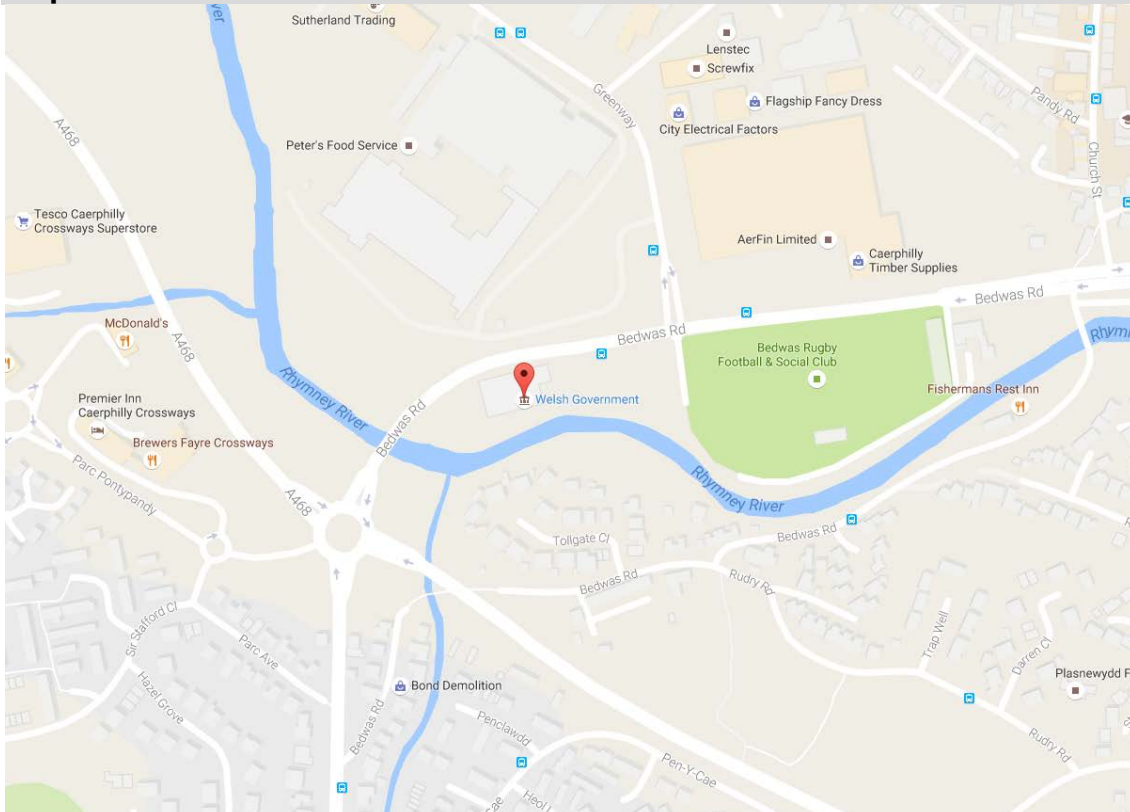 Sutherland Trading
Lenstec
Screwfix
Flagship Fancy Dress
City Electrical Factors
Greenway
Pandy Rd
Church St
A468
Peter's Food Service
Tesco Caerphilly
Crossways Superstore
AerFin Limited
Caerphilly
Timber Supplies
Bedwas Rd
McDonald's
A468
Bedwas Rd
Rhymney River
Bedwas Rugby
Football & Social Club
Welsh Government
Fishermans Rest Inn
Premier Inn
Caerphilly Crossways
Brewers Fayre Crossways
Bedwas Rd
Parc Pontypandy
A468
Rhymney River
Tollgate Cl
Bedwas Rd
Bedwas Rd
Rudry Rd
Sir Stafford Cl
Parc Ave
Trap Well
Darren Cl
Hazel Grove
Bond Demolition
Plasnewydd F
Bedwas Rd
Penclawdd
Pen-Y-Cae
Rudry Rd